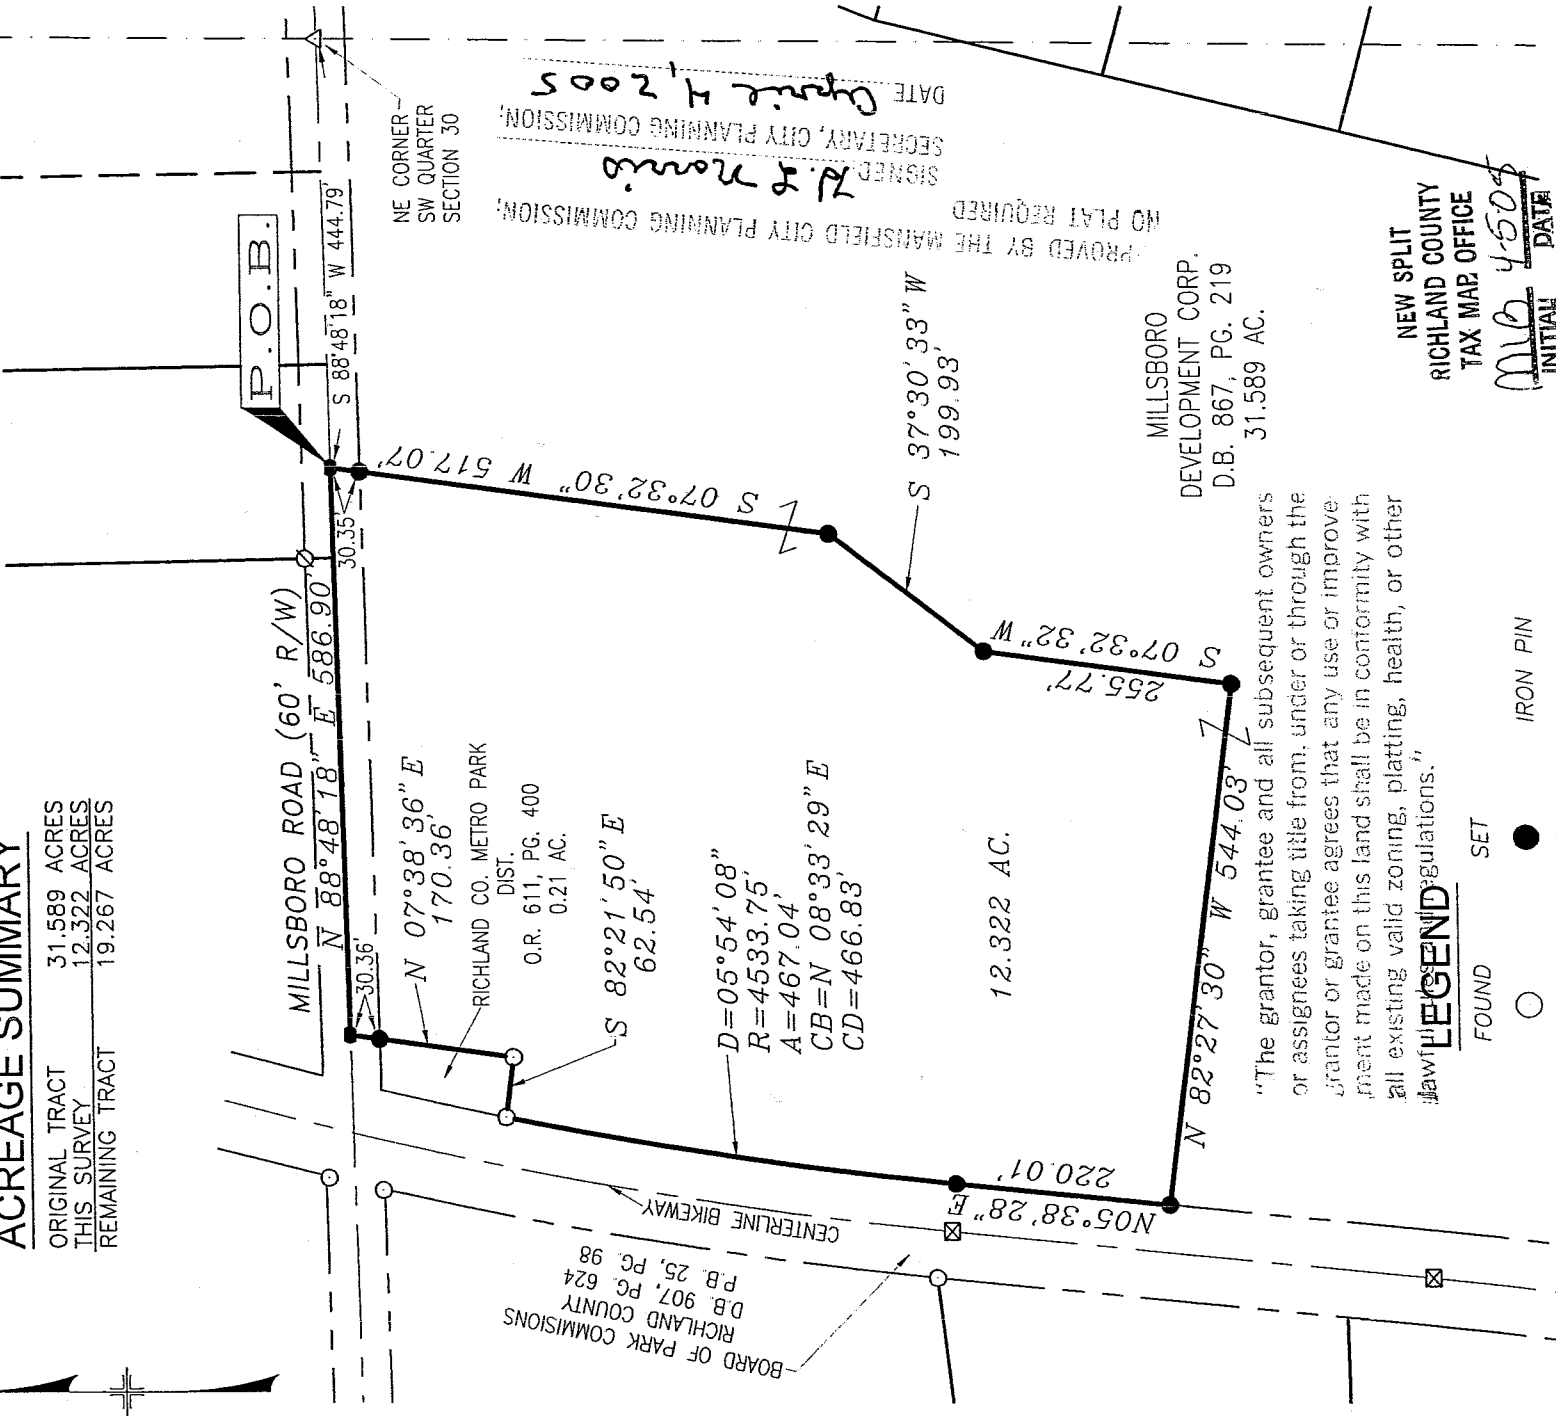 ACREAGE SUMMARY
ORIGINAL TRACT 31.589 ACRES
THIS SURVEY 12.322 ACRES
REMAINING TRACT 19.267 ACRES
P.O.B.
NE CORNER
SW QUARTER
SECTION 30
S 88°48'18" W 444.79'
MILLSBORO ROAD (60' R/W)
N 88°48'18" E 586.90'
30.35'
30.36'
S 07°32'30" W 517.07'
S 37°30'33" W
199.93'
S 07°32'32" W
255.77'
N 82°27'30" W 544.03'
N05°38'28" E
220.01'
N 07°38'36" E
170.36'
RICHLAND CO. METRO PARK
DIST.
O.R. 611, PG. 400
0.21 AC.
S 82°21'50" E
62.54'
D=05°54'08"
R=4533.75'
A=467.04'
CB=N 08°33'29" E
CD=466.83'
12.322 AC.
CENTERLINE BIKEWAY
BOARD OF PARK COMMISIONS
RICHLAND COUNTY
D.B. 907, PG. 624
P.B. 25, PG. 98
MILLSBORO
DEVELOPMENT CORP.
D.B. 867, PG. 219
31.589 AC.
PROVED BY THE MANSFIELD CITY PLANNING COMMISSION,
NO PLAT REQUIRED
SIGNED H. L Norris
SECRETARY, CITY PLANNING COMMISSION.
DATE April 4, 2005
NEW SPLIT
RICHLAND COUNTY
TAX MAP OFFICE
MLB 4-5-05
INITIAL DATE
"The grantor, grantee and all subsequent owners
or assignees taking title from, under or through the
grantor or grantee agrees that any use or improve-
ment made on this land shall be in conformity with
all existing valid zoning, platting, health, or other
lawful regulations."
LEGEND
FOUND SET
IRON PIN